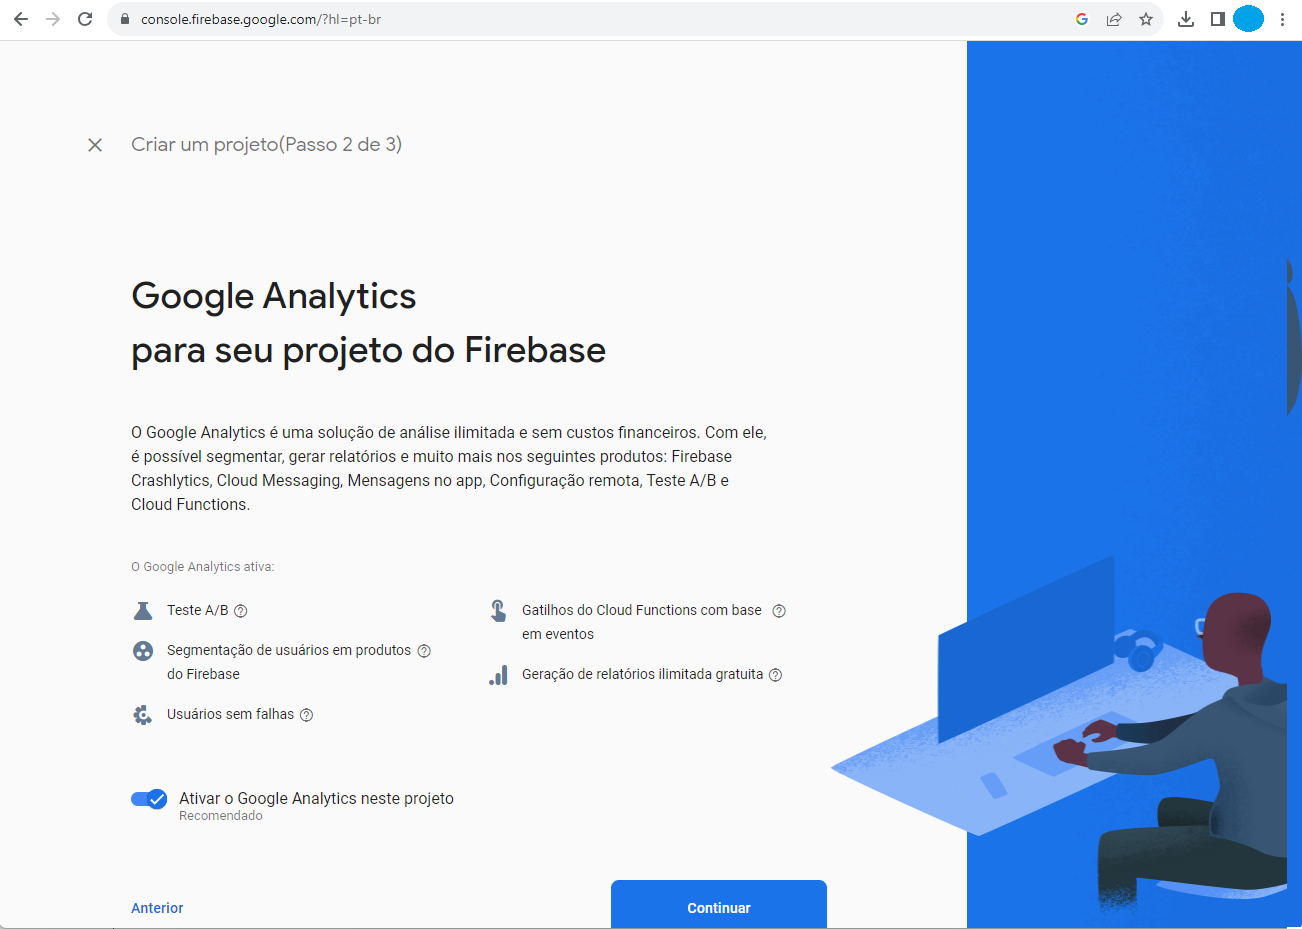 console.firebase.google.com/?hl=pt-br
Criar um projeto(Passo 2 de 3)
Google Analytics
para seu projeto do Firebase
O Google Analytics é uma solução de análise ilimitada e sem custos financeiros. Com ele,
é possível segmentar, gerar relatórios e muito mais nos seguintes produtos: Firebase
Crashlytics, Cloud Messaging, Mensagens no app, Configuração remota, Teste A/B e
Cloud Functions.
O Google Analytics ativa:
Teste A/B
Segmentação de usuários em produtos
do Firebase
Usuários sem falhas
Gatilhos do Cloud Functions com base
em eventos
Geração de relatórios ilimitada gratuita
Ativar o Google Analytics neste projeto
Recomendado
Anterior
Continuar